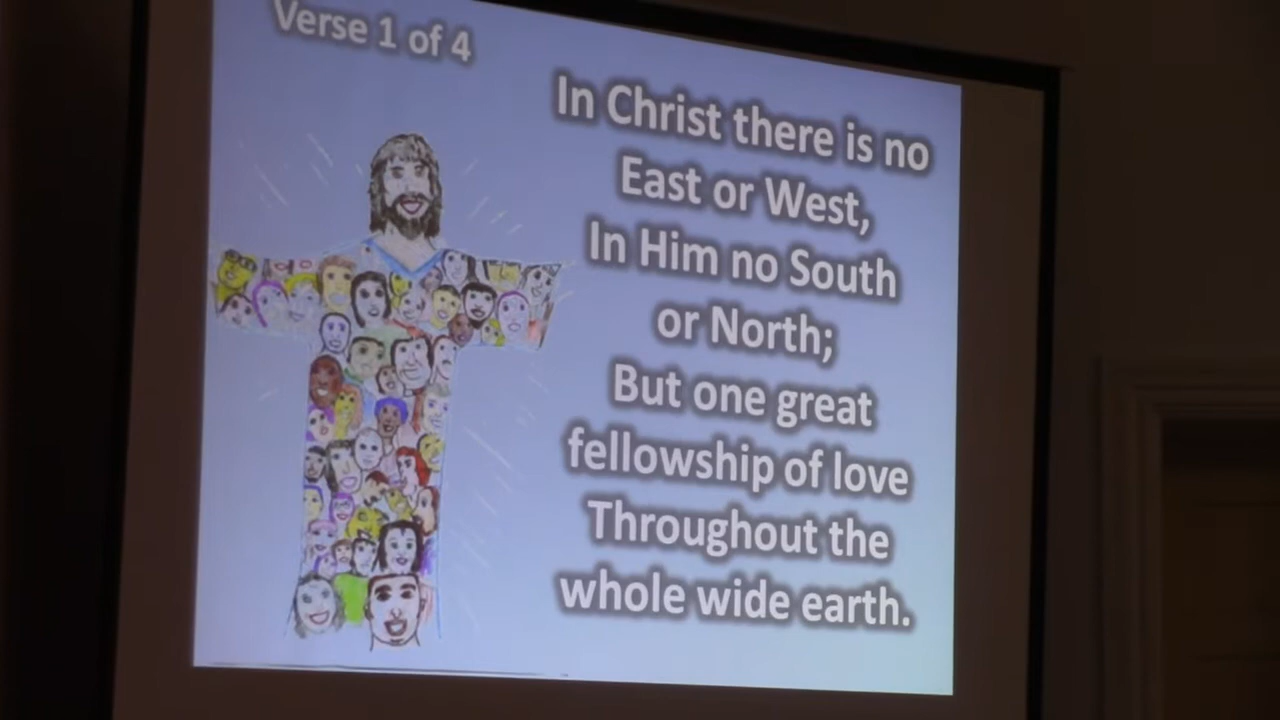 Verse 1 of 4
In Christ there is no
East or West,
In Him no South
or North;
But one great
fellowship of love
Throughout the
whole wide earth.